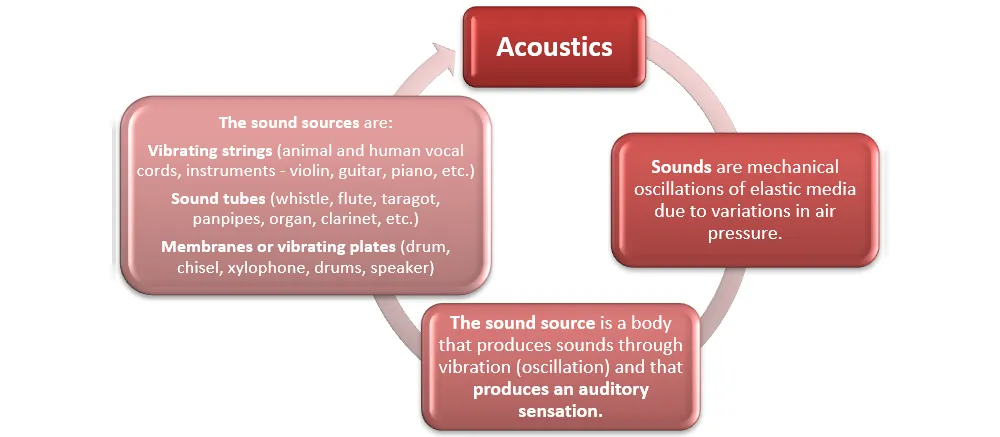 Acoustics
Sounds are mechanical
oscillations of elastic media
due to variations in air
pressure.
The sound source is a body
that produces sounds through
vibration (oscillation) and that
produces an auditory
sensation.
The sound sources are:
Vibrating strings (animal and human vocal
cords, instruments - violin, guitar, piano, etc.)
Sound tubes (whistle, flute, taragot,
panpipes, organ, clarinet, etc.)
Membranes or vibrating plates (drum,
chisel, xylophone, drums, speaker)